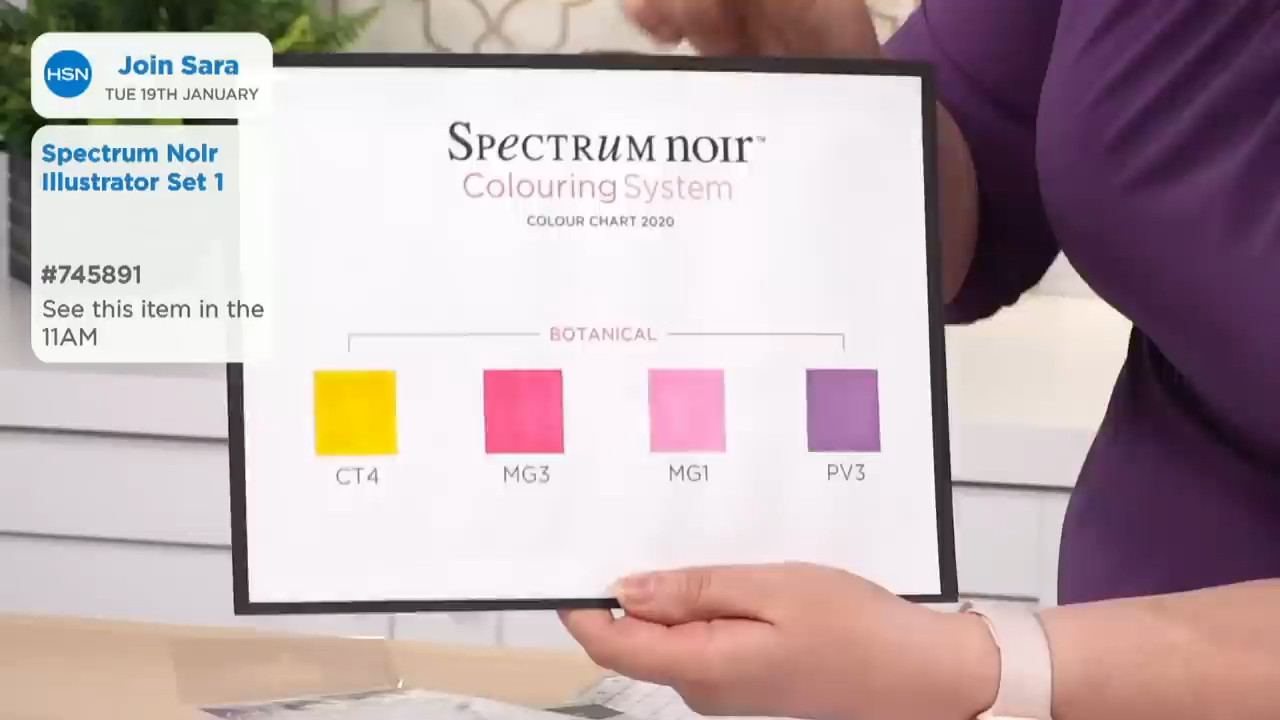 HSN
Join Sara
TUE 19TH JANUARY
Spectrum NoIr
Illustrator Set 1
#745891
See this item in the
11AM
SPECTRUM NOIR™
Colouring System
COLOUR CHART 2020
BOTANICAL
CT4
MG3
MG1
PV3